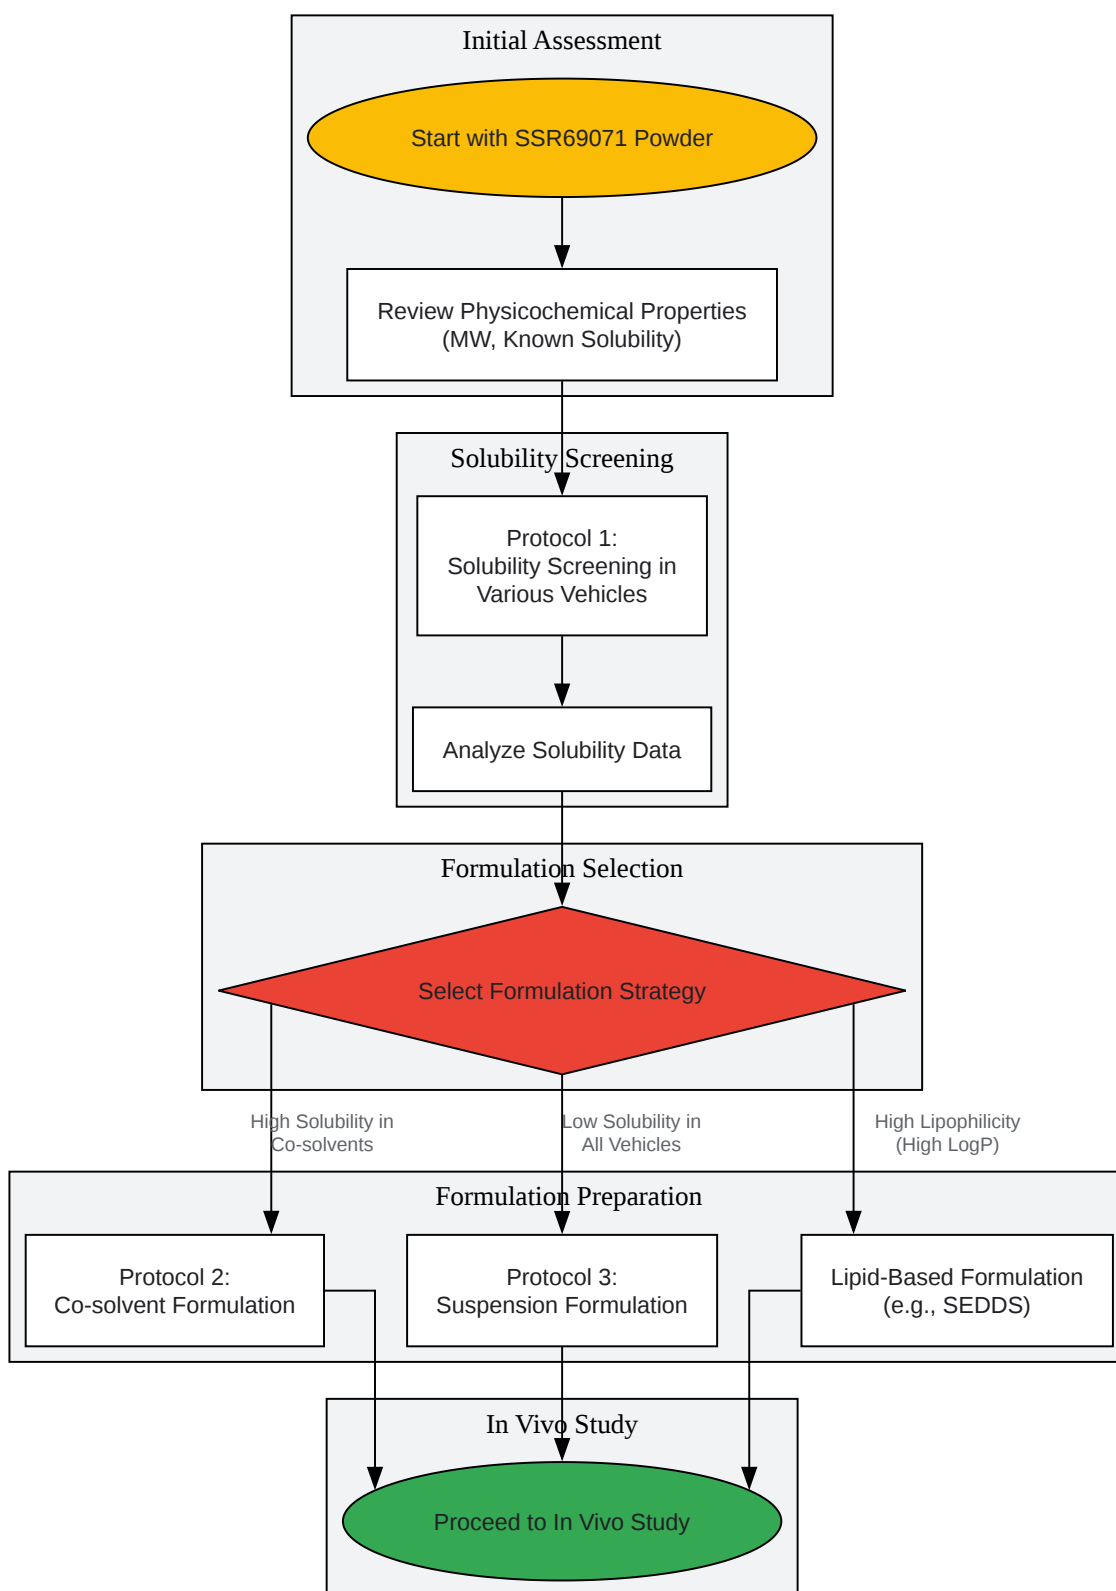 Initial Assessment
Start with SSR69071 Powder
Review Physicochemical Properties
(MW, Known Solubility)
Solubility Screening
Protocol 1:
Solubility Screening in
Various Vehicles
Analyze Solubility Data
Formulation Selection
Select Formulation Strategy
High Solubility in
Co-solvents
Low Solubility in
All Vehicles
High Lipophilicity
(High LogP)
Formulation Preparation
Protocol 2:
Co-solvent Formulation
Protocol 3:
Suspension Formulation
Lipid-Based Formulation
(e.g., SEDDS)
In Vivo Study
Proceed to In Vivo Study